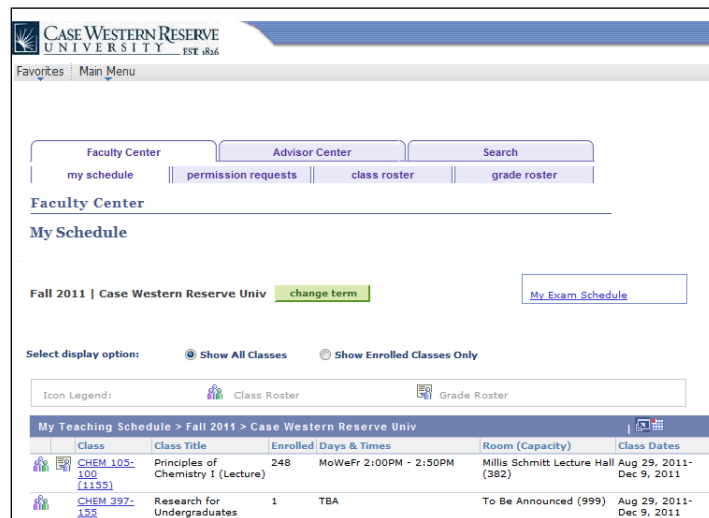 CASE WESTERN RESERVE
UNIVERSITY EST. 1826
Favorites Main Menu
Faculty Center Advisor Center Search
my schedule permission requests class roster grade roster
Faculty Center
My Schedule
Fall 2011 | Case Western Reserve Univ change term My Exam Schedule
Select display option: Show All Classes Show Enrolled Classes Only
Icon Legend: Class Roster Grade Roster
My Teaching Schedule > Fall 2011 > Case Western Reserve Univ |
Class Class Title Enrolled Days & Times Room (Capacity) Class Dates
CHEM 105- Principles of 248 MoWeFr 2:00PM - 2:50PM Millis Schmitt Lecture Hall Aug 29, 2011-
100 Chemistry I (Lecture) (382) Dec 9, 2011
(1155)
CHEM 397- Research for 1 TBA To Be Announced (999) Aug 29, 2011-
155 Undergraduates Dec 9, 2011